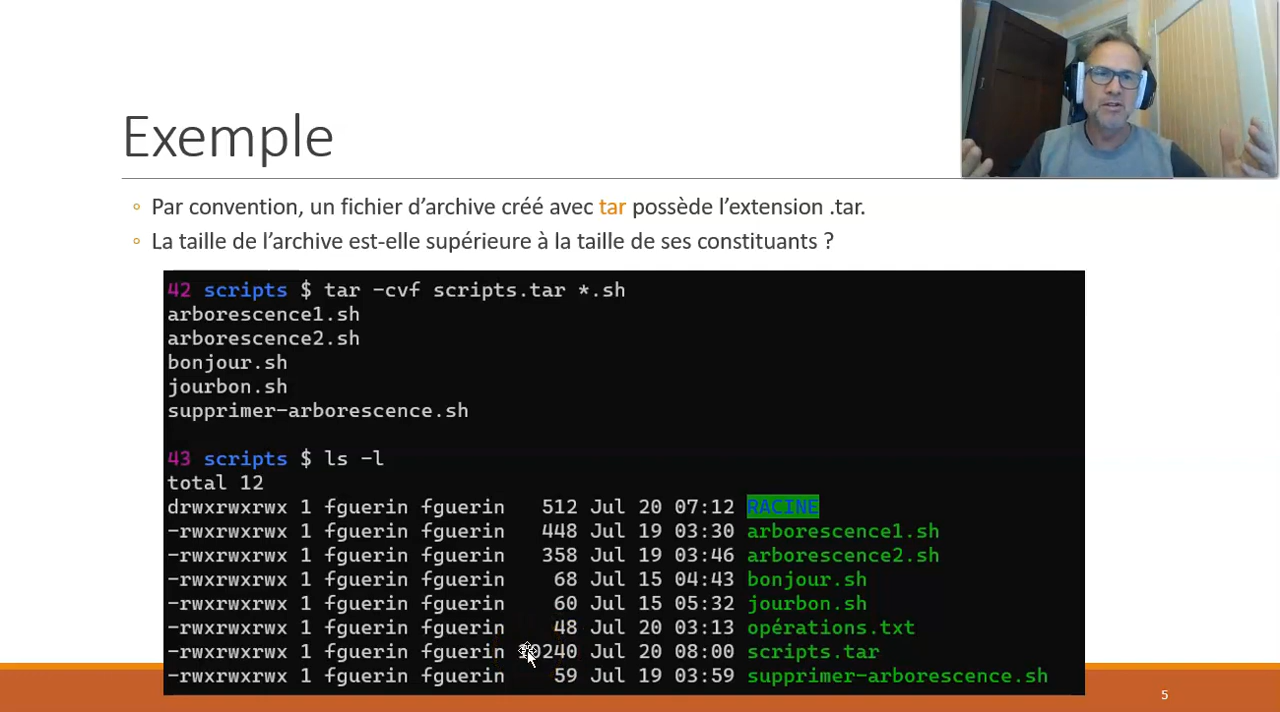 Exemple
◦ Par convention, un fichier d’archive créé avec tar possède l’extension .tar.
◦ La taille de l’archive est-elle supérieure à la taille de ses constituants ?
42 scripts $ tar -cvf scripts.tar *.sh
arborescence1.sh
arborescence2.sh
bonjour.sh
jourbon.sh
supprimer-arborescence.sh
43 scripts $ ls -l
total 12
drwxrwxrwx 1 fguerin fguerin 512 Jul 20 07:12 RACINE
-rwxrwxrwx 1 fguerin fguerin 448 Jul 19 03:30 arborescence1.sh
-rwxrwxrwx 1 fguerin fguerin 358 Jul 19 03:46 arborescence2.sh
-rwxrwxrwx 1 fguerin fguerin 68 Jul 15 04:43 bonjour.sh
-rwxrwxrwx 1 fguerin fguerin 60 Jul 15 05:32 jourbon.sh
-rwxrwxrwx 1 fguerin fguerin 48 Jul 20 03:13 opérations.txt
-rwxrwxrwx 1 fguerin fguerin 10240 Jul 20 08:00 scripts.tar
-rwxrwxrwx 1 fguerin fguerin 59 Jul 19 03:59 supprimer-arborescence.sh
5